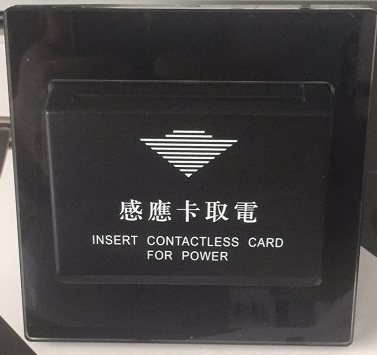 感應卡取電
INSERT CONTACTLESS CARD
FOR POWER